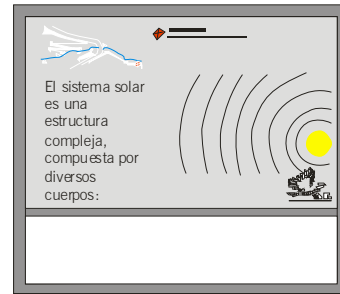 El sistema solar
es una
estructura
compleja,
compuesta por
diversos
cuerpos: